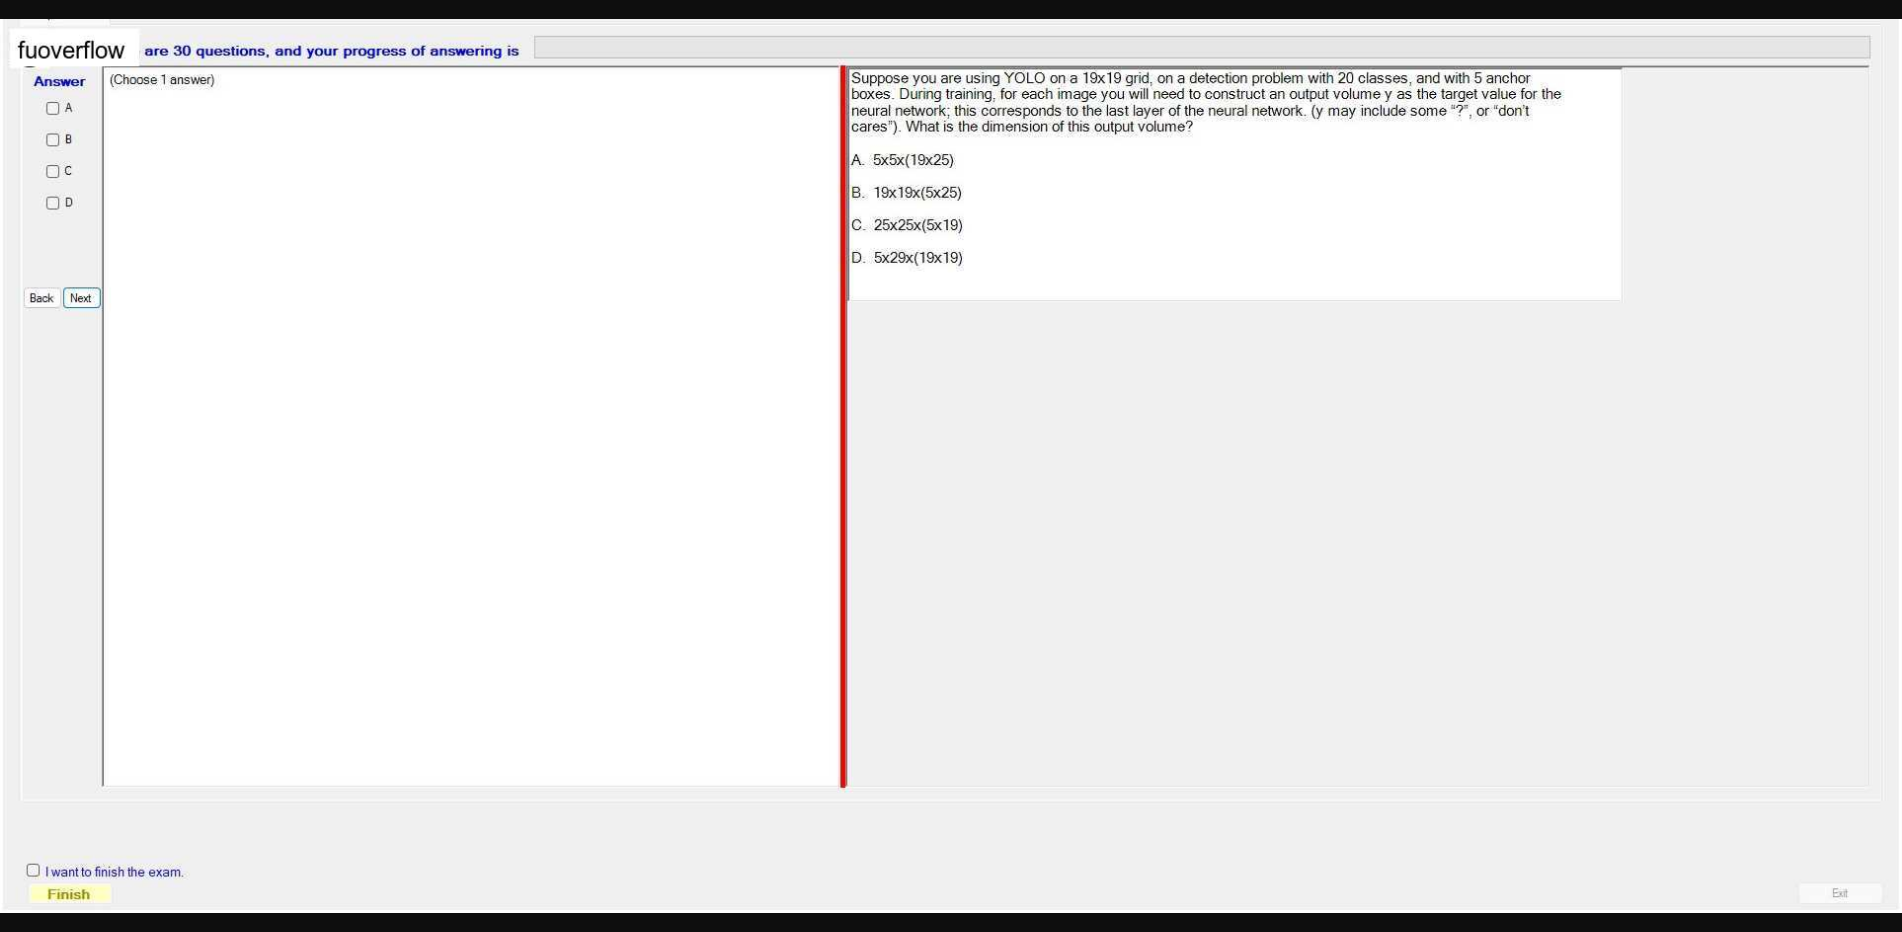 fuoverflow are 30 questions, and your progress of answering is
Answer
(Choose 1 answer)
A
B
C
D
Back Next
Suppose you are using YOLO on a 19x19 grid, on a detection problem with 20 classes, and with 5 anchor
boxes. During training, for each image you will need to construct an output volume y as the target value for the
neural network; this corresponds to the last layer of the neural network. (y may include some “?”, or “don’t
cares”). What is the dimension of this output volume?
A. 5x5x(19x25)
B. 19x19x(5x25)
C. 25x25x(5x19)
D. 5x29x(19x19)
I want to finish the exam.
Finish
Exit